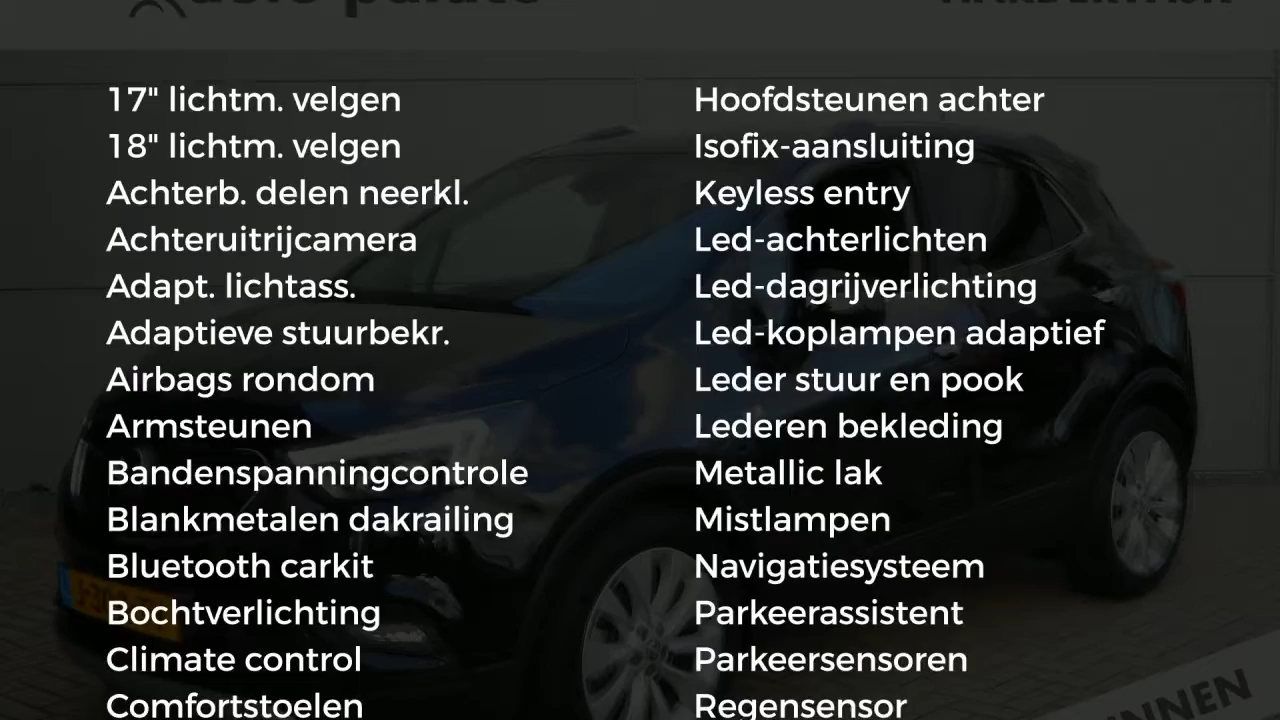 17" lichtm. velgen
18" lichtm. velgen
Achterb. delen neerkl.
Achteruitrijcamera
Adapt. lichtass.
Adaptieve stuurbekr.
Airbags rondom
Armsteunen
Bandenspanningcontrole
Blankmetalen dakrailing
Bluetooth carkit
Bochtverlichting
Climate control
Comfortstoelen
Hoofdsteunen achter
Isofix-aansluiting
Keyless entry
Led-achterlichten
Led-dagrijverlichting
Led-koplampen adaptief
Leder stuur en pook
Lederen bekleding
Metallic lak
Mistlampen
Navigatiesysteem
Parkeerassistent
Parkeersensoren
Regensensor